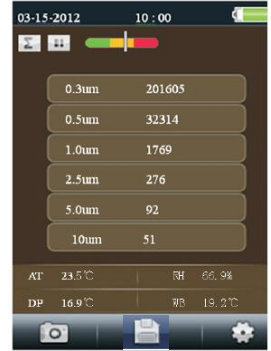 03-15-2012 10:00
Σ
0.3um 201605
0.5um 32314
1.0um 1769
2.5um 276
5.0um 92
10um 51
AT 23.5℃ RH 66.9%
DP 16.9℃ WB 19.2℃